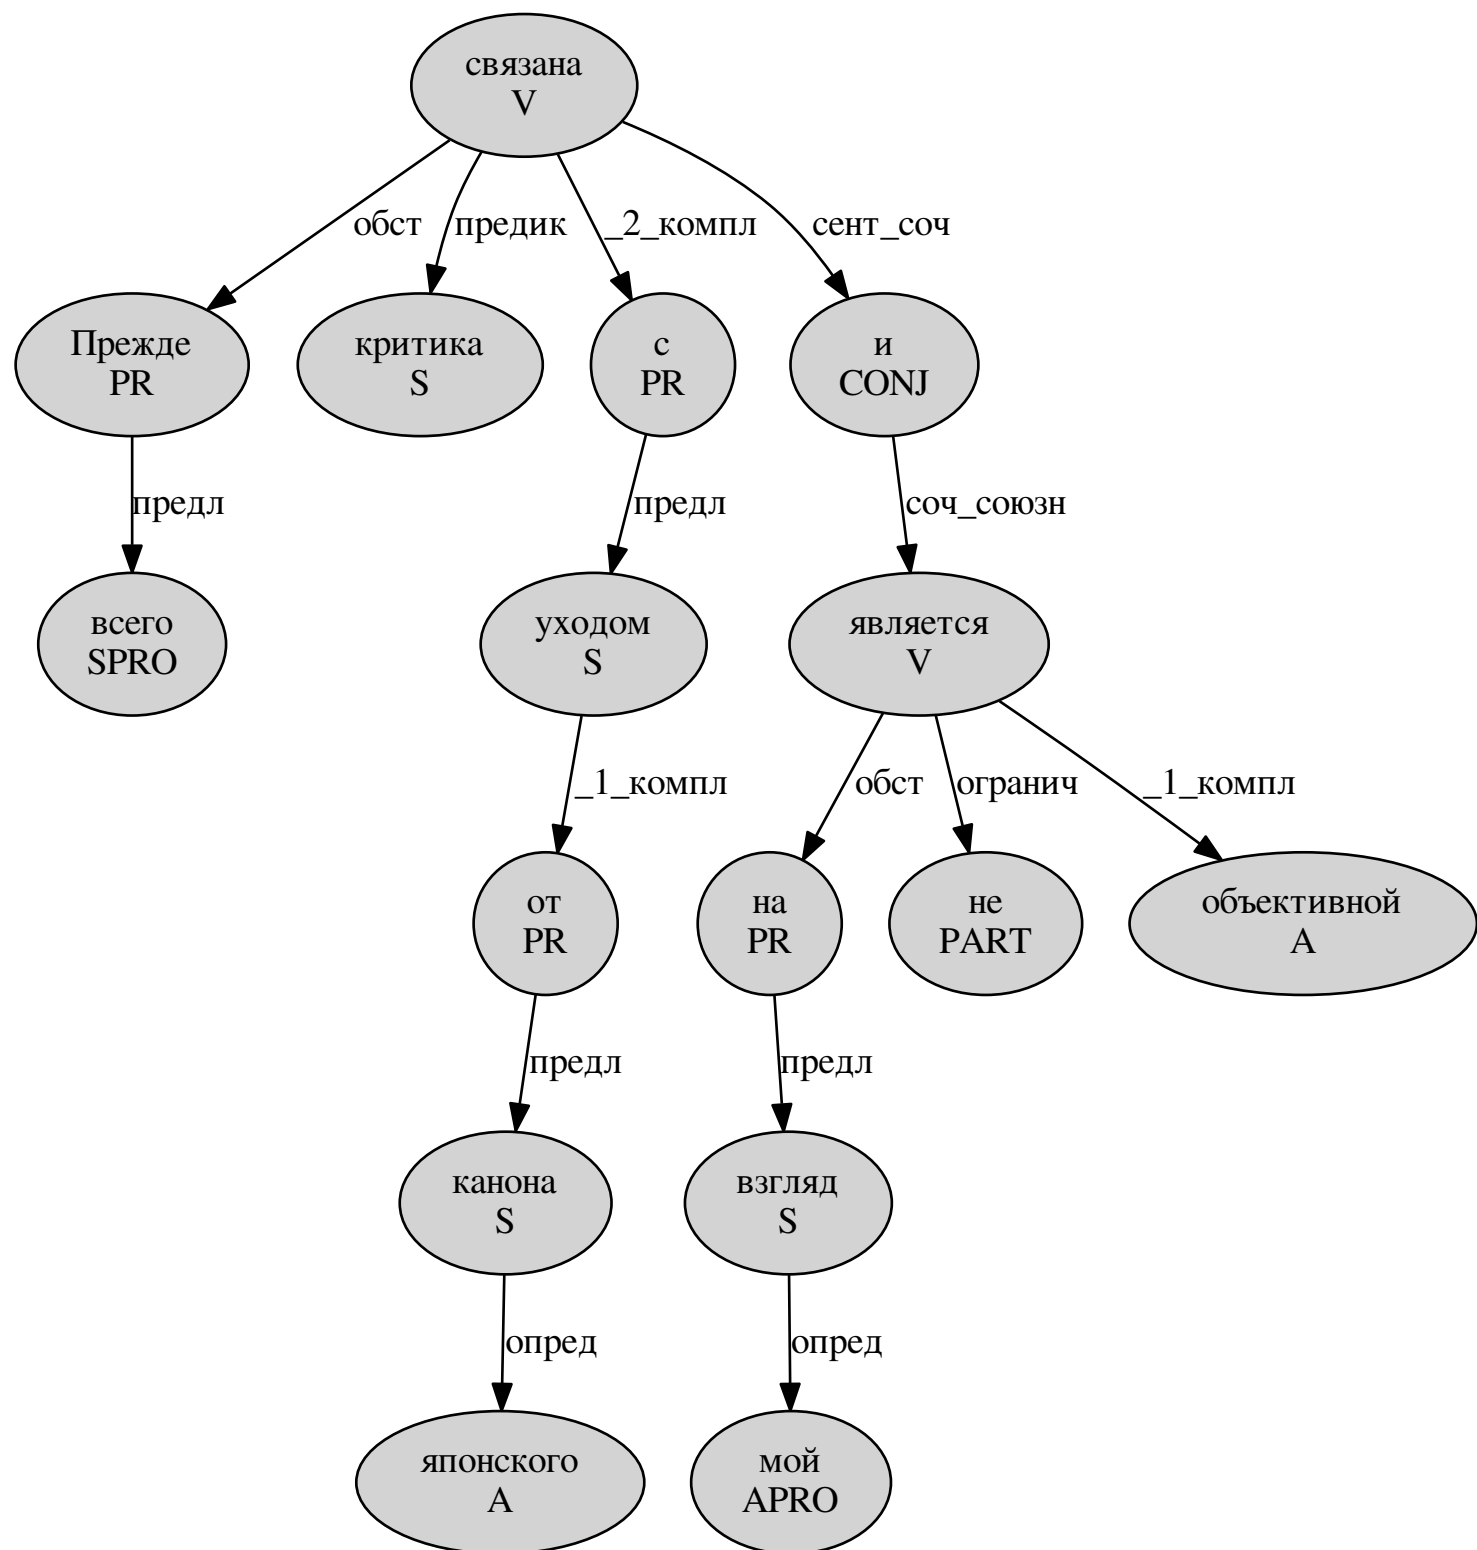 связана
V
обст
предик
_2_компл
сент_соч
Прежде
PR
критика
S
с
PR
и
CONJ
предл
предл
соч_союзн
всего
SPRO
уходом
S
является
V
_1_компл
обст
огранич
_1_компл
от
PR
на
PR
не
PART
объективной
A
предл
предл
канона
S
взгляд
S
опред
опред
японского
A
мой
APRO